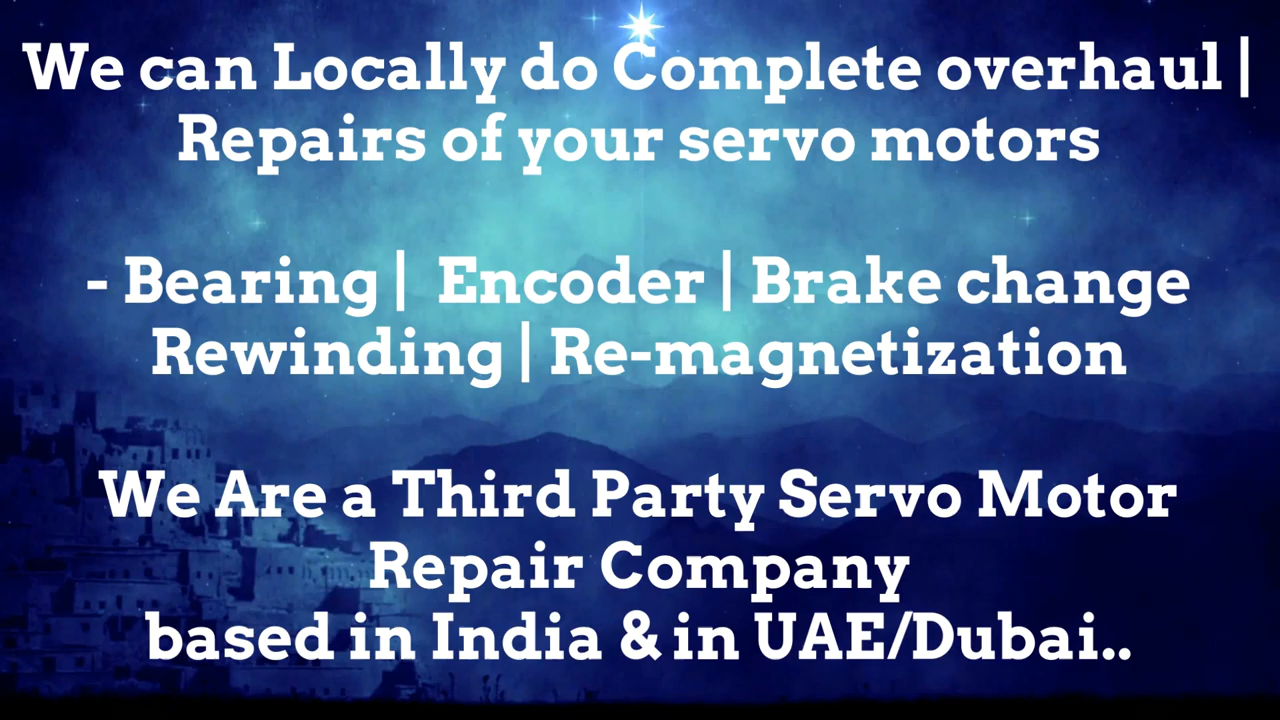 We can Locally do Complete overhaul |
Repairs of your servo motors
- Bearing | Encoder | Brake change
Rewinding | Re-magnetization
We Are a Third Party Servo Motor
Repair Company
based in India & in UAE/Dubai..